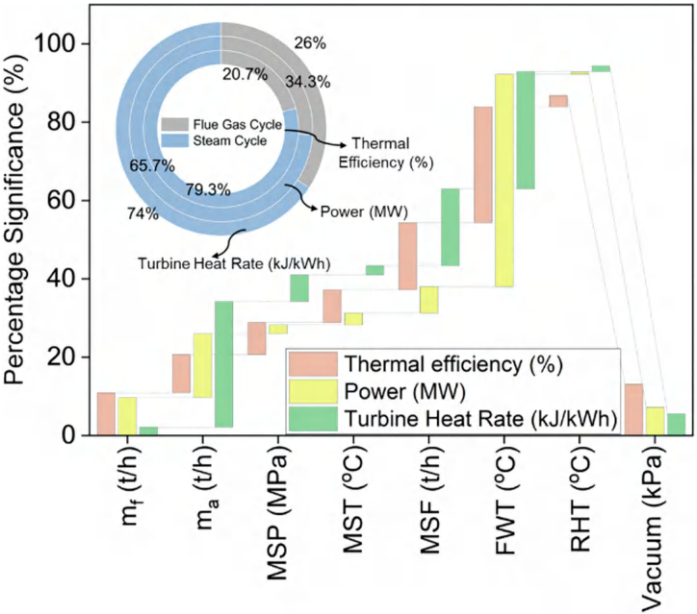 Percentage Significance (%)
100
80
60
40
20
0
26%
20.7%
34.3%
Flue Gas Cycle
Steam Cycle
Thermal
Efficiency (%)
65.7%
79.3%
74%
Power (MW)
Turbine Heat Rate (kJ/kWh)
Thermal efficiency (%)
Power (MW)
Turbine Heat Rate (kJ/kWh)
mf (t/h)
ma (t/h)
MSP (MPa)
MST (ºC)
MSF (t/h)
FWT (ºC)
RHT (ºC)
Vacuum (kPa)